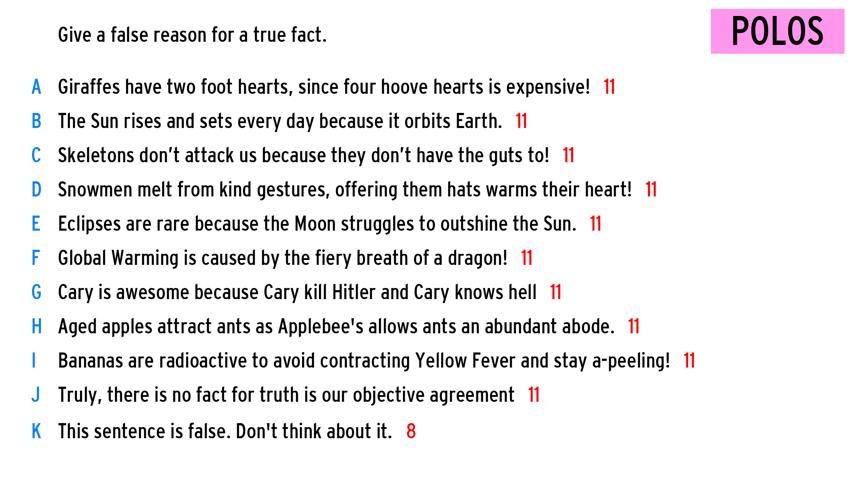 Give a false reason for a true fact.
POLOS
A Giraffes have two foot hearts, since four hoove hearts is expensive! 11
B The Sun rises and sets every day because it orbits Earth. 11
C Skeletons don't attack us because they don't have the guts to! 11
D Snowmen melt from kind gestures, offering them hats warms their heart! 11
E Eclipses are rare because the Moon struggles to outshine the Sun. 11
F Global Warming is caused by the fiery breath of a dragon! 11
G Cary is awesome because Cary kill Hitler and Cary knows hell 11
H Aged apples attract ants as Applebee's allows ants an abundant abode. 11
I Bananas are radioactive to avoid contracting Yellow Fever and stay a-peeling! 11
J Truly, there is no fact for truth is our objective agreement 11
K This sentence is false. Don't think about it. 8